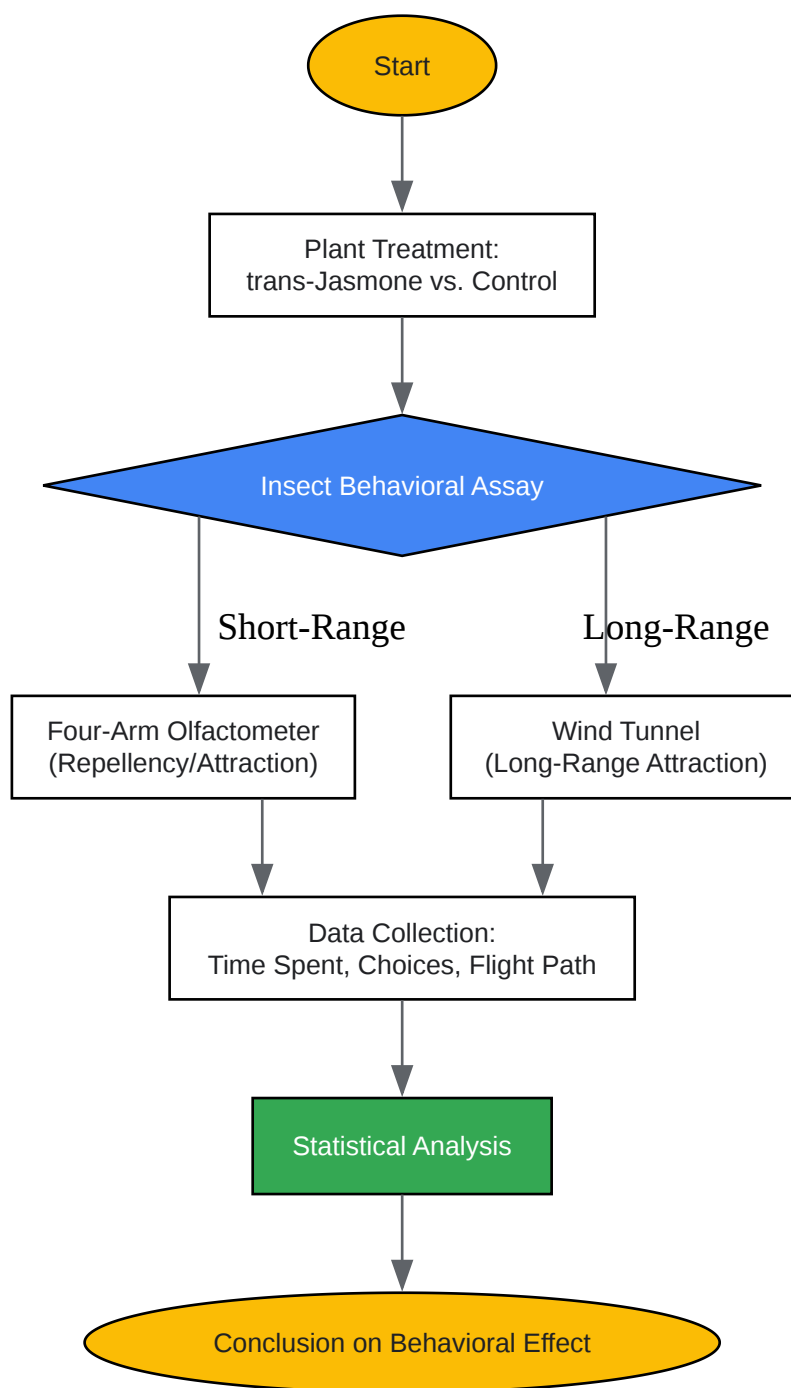 Start
Plant Treatment:
trans-Jasmone vs. Control
Insect Behavioral Assay
Short-Range
Long-Range
Four-Arm Olfactometer
(Repellency/Attraction)
Wind Tunnel
(Long-Range Attraction)
Data Collection:
Time Spent, Choices, Flight Path
Statistical Analysis
Conclusion on Behavioral Effect